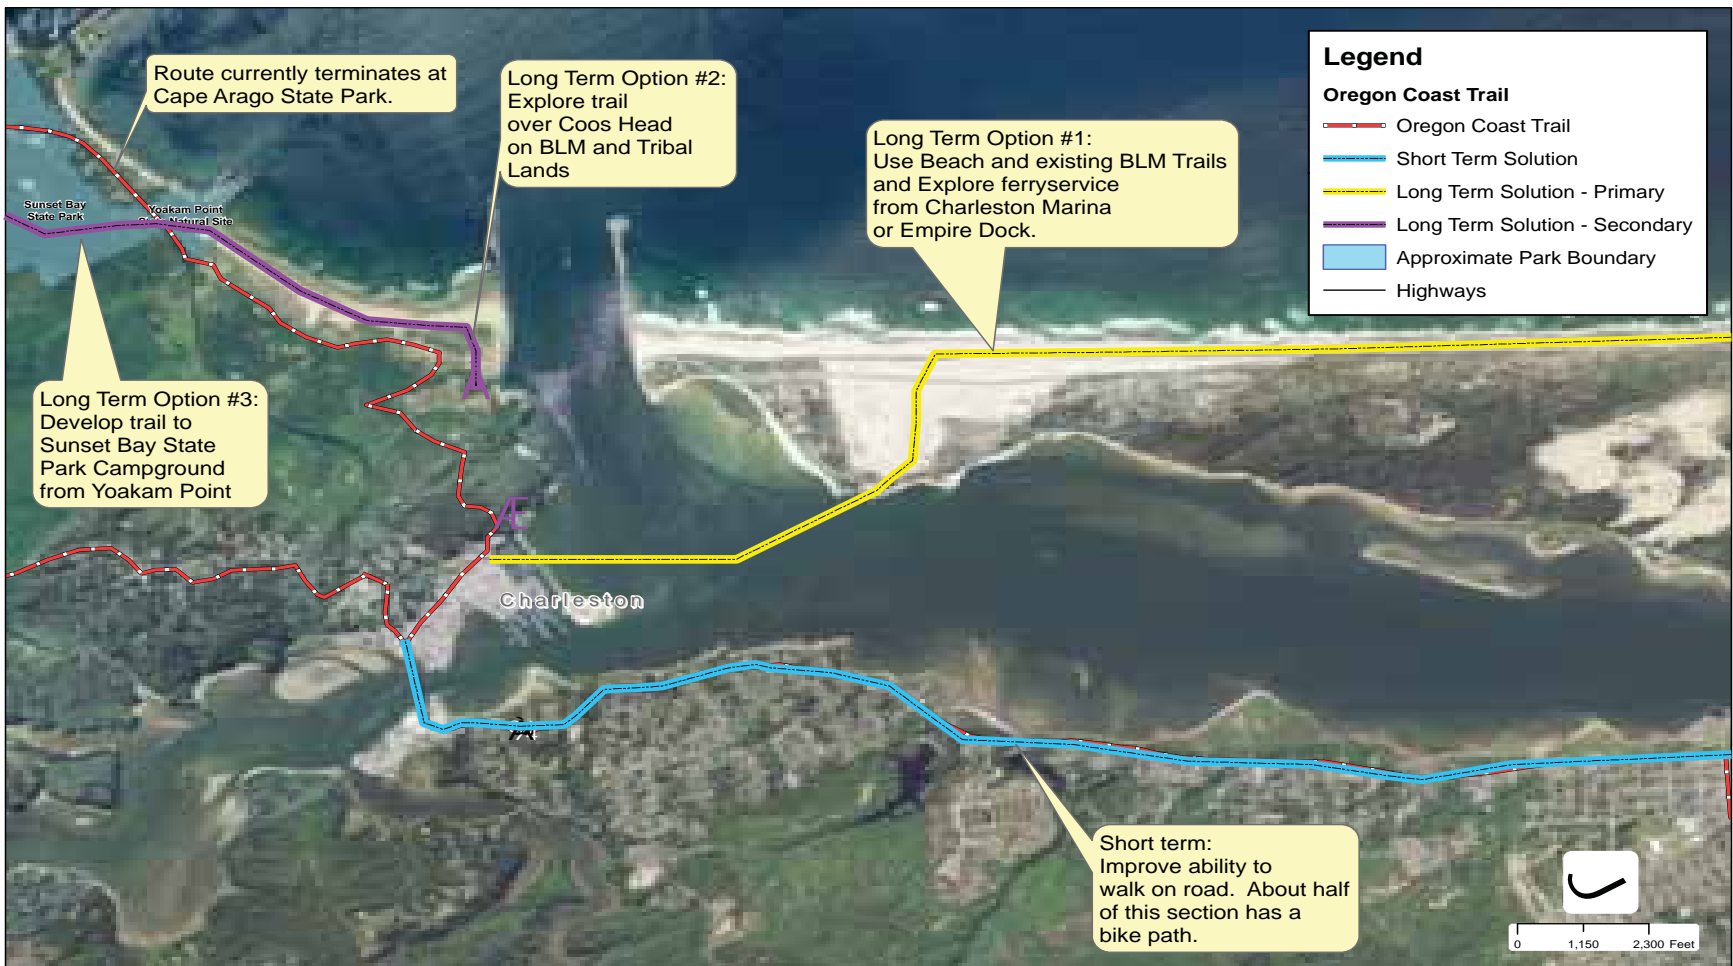 Route currently terminates at
Cape Arago State Park.
Long Term Option #2:
Explore trail
over Coos Head
on BLM and Tribal
Lands
Long Term Option #1:
Use Beach and existing BLM Trails
and Explore ferryservice
from Charleston Marina
or Empire Dock.
Legend
Oregon Coast Trail
Oregon Coast Trail
Short Term Solution
Long Term Solution - Primary
Long Term Solution - Secondary
Approximate Park Boundary
Highways
Sunset Bay
State Park
Yoakam Point
Natural Site
Long Term Option #3:
Develop trail to
Sunset Bay State
Park Campground
from Yoakam Point
Æ
Charleston
Short term:
Improve ability to
walk on road. About half
of this section has a
bike path.
0 1,150 2,300 Feet